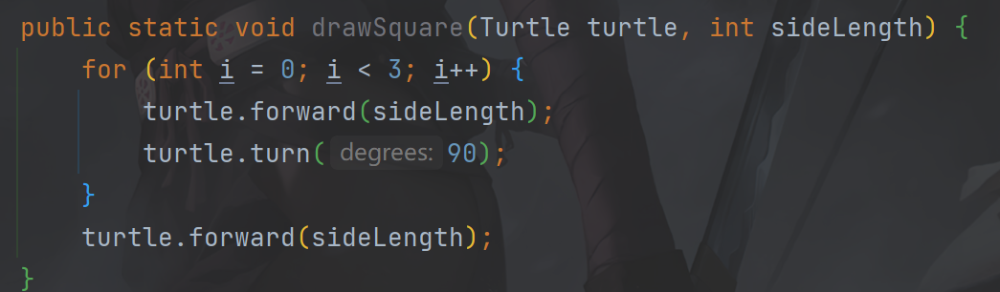 public static void drawSquare(Turtle turtle, int sideLength) {
    for (int i = 0; i < 3; i++) {
        turtle.forward(sideLength);
        turtle.turn( degrees: 90);
    }
    turtle.forward(sideLength);
}